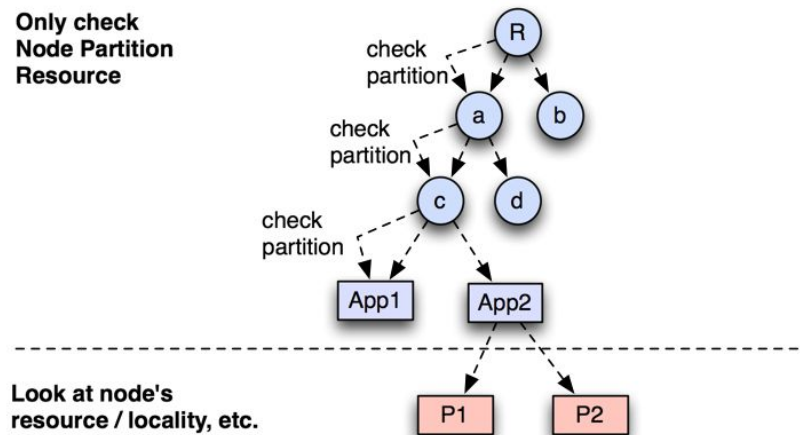 Only check
Node Partition
Resource
R
check
partition
a
b
check
partition
c
d
check
partition
App1
App2
Look at node's
resource / locality, etc.
P1
P2